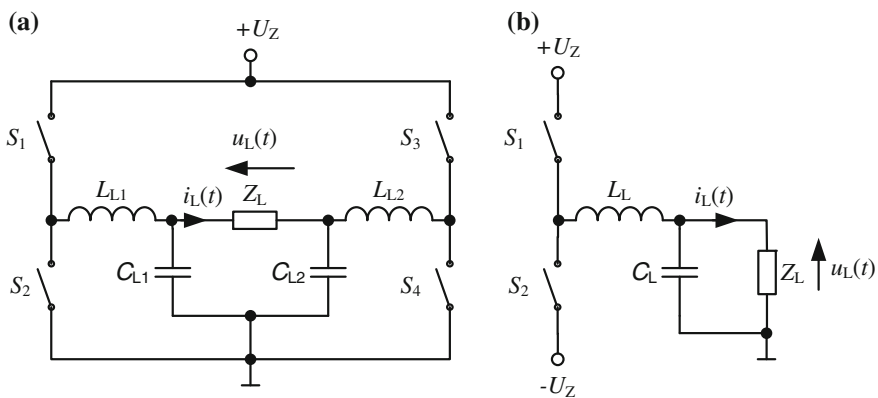 (a)
+U_Z
S_1
S_3
u_L(t)
L_L1
i_L(t)
Z_L
L_L2
S_2
C_L1
C_L2
S_4
(b)
+U_Z
S_1
L_L
i_L(t)
S_2
C_L
Z_L
u_L(t)
-U_Z